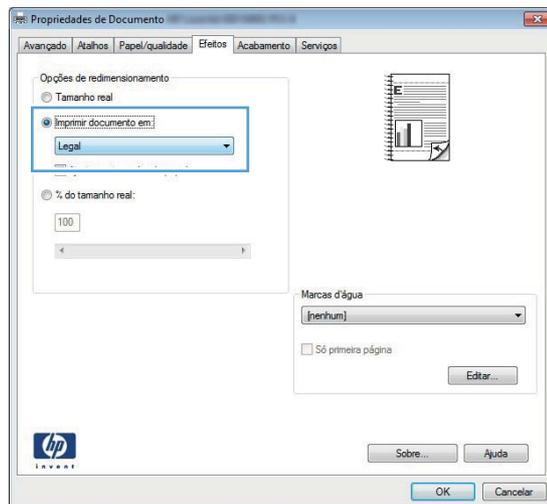 Propriedades de Documento
Avançado Atalhos Papel/qualidade Efeitos Acabamento Serviços
Opções de redimensionamento
Tamanho real
Imprimir documento em:
Legal
% do tamanho real:
100
E
Marcas d'água
[nenhum]
Só primeira página
Editar...
hp
invent
Sobre... Ajuda
OK Cancelar